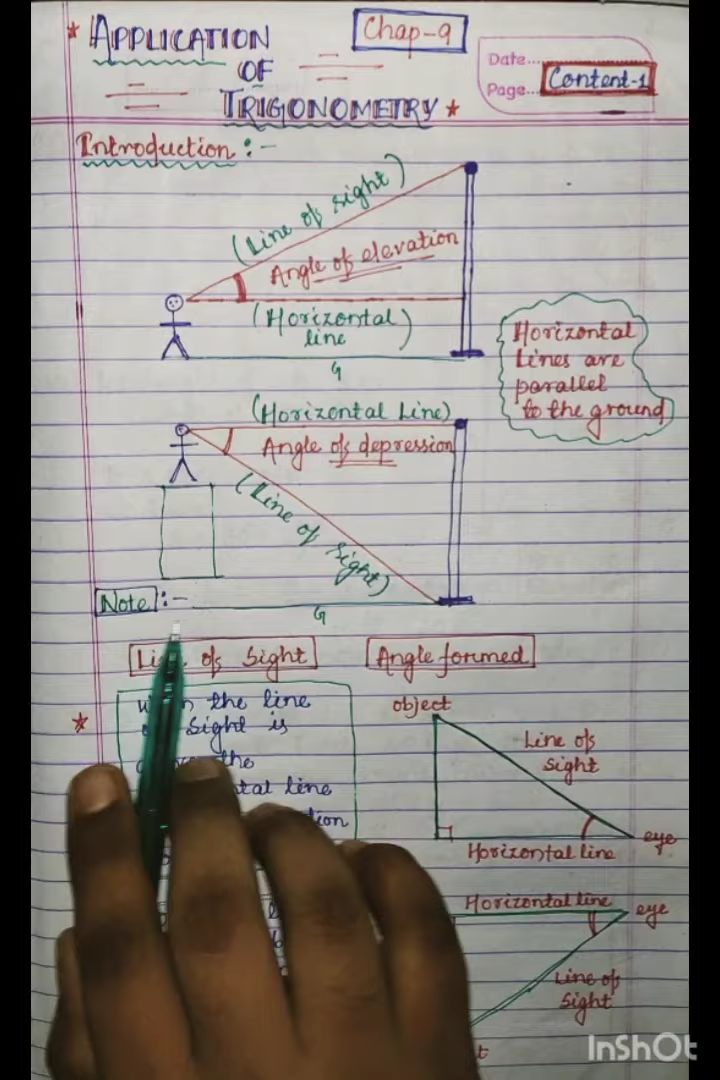 ★ APPLICATION
OF
TRIGONOMETRY ★
Chap-9
Date....
Page...
Content-1
Introduction :-
(Line of sight)
Angle of elevation
(Horizontal
line)
G
Horizontal
Lines are
parallel
to the ground
(Horizontal Line)
Angle of depression
(Line of sight)
G
Note :-
Line of Sight
★
the line
Sight is
the
line
Angle formed
object
Line of
sight
eye
Horizontal line
Horizontal line
eye
Line of
sight
InShOt